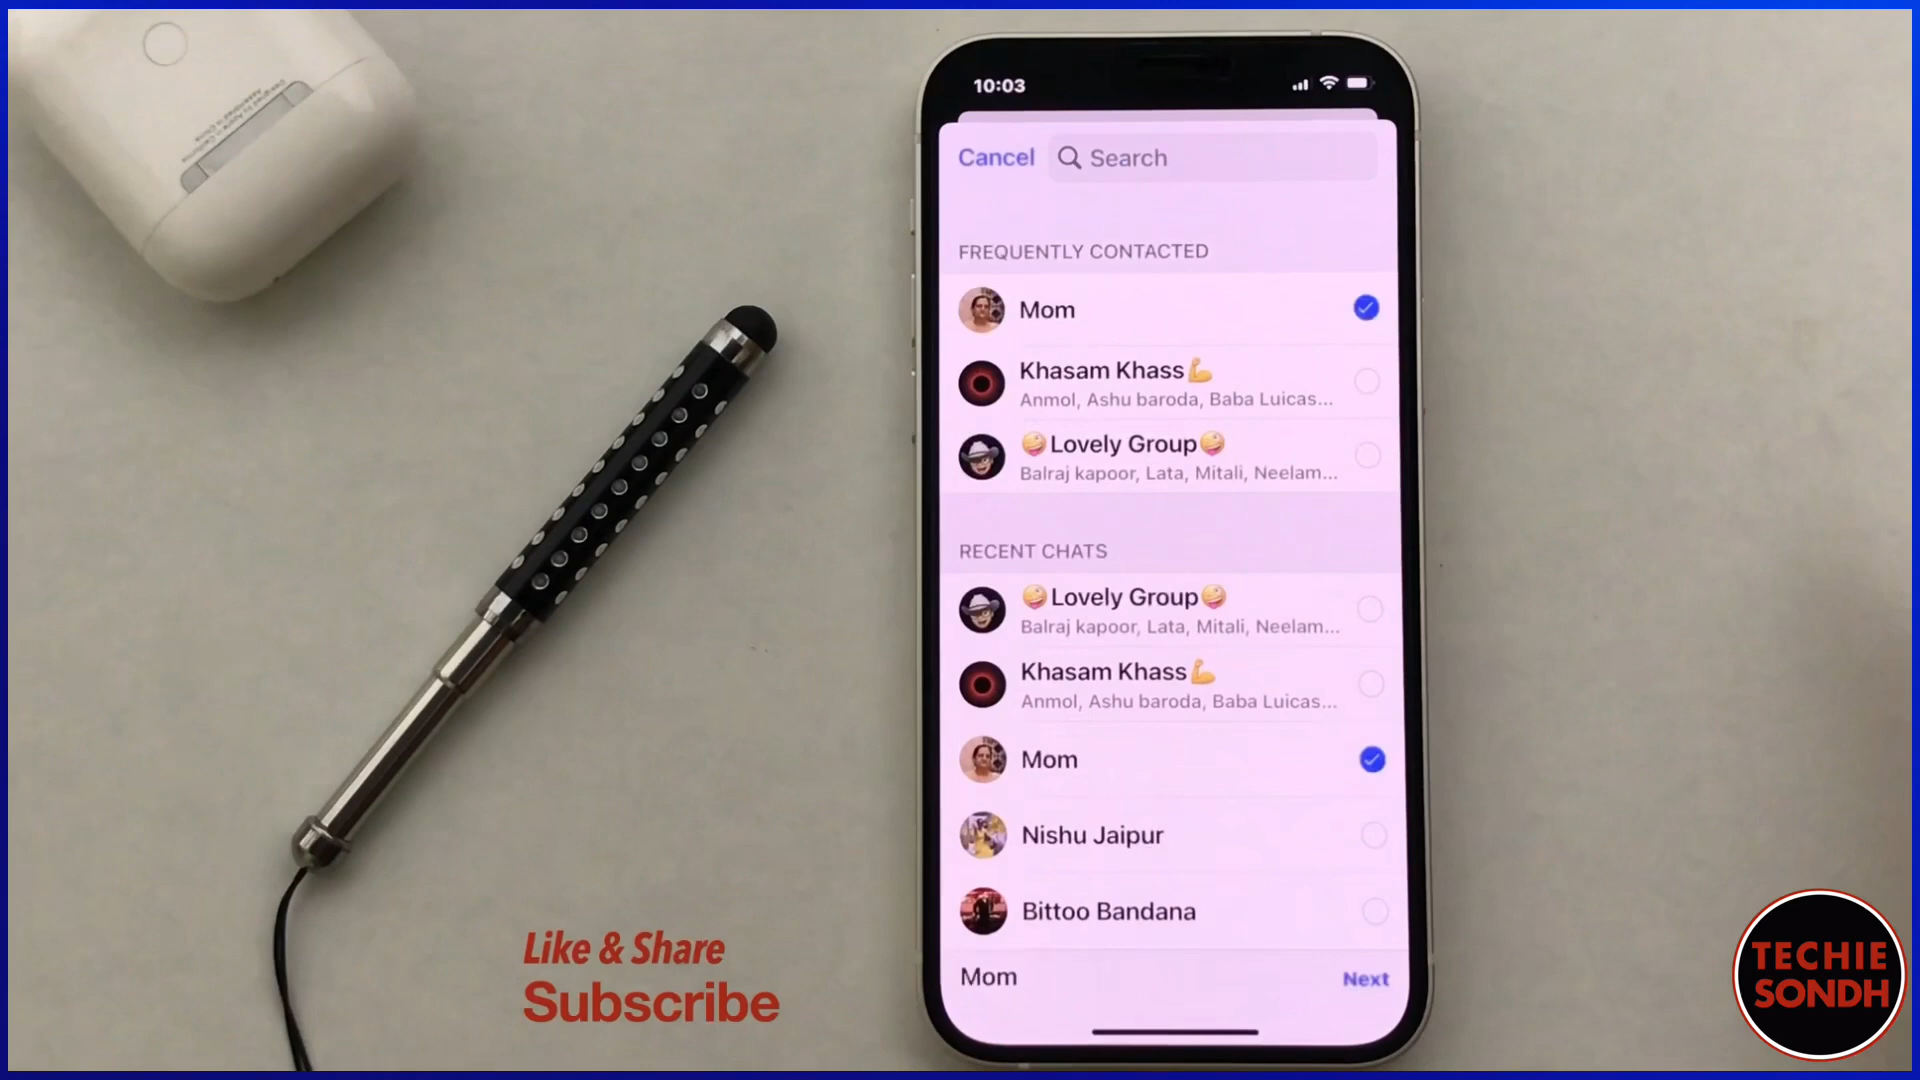 10:03
Cancel
Search
FREQUENTLY CONTACTED
Mom
Khasam Khass💪
Anmol, Ashu baroda, Baba Luicas...
🤪Lovely Group🤪
Balraj kapoor, Lata, Mitali, Neelam...
RECENT CHATS
🤪Lovely Group🤪
Balraj kapoor, Lata, Mitali, Neelam...
Khasam Khass💪
Anmol, Ashu baroda, Baba Luicas...
Mom
Nishu Jaipur
Bittoo Bandana
Mom
Next
Like & Share
Subscribe
TECHIE
SONDH